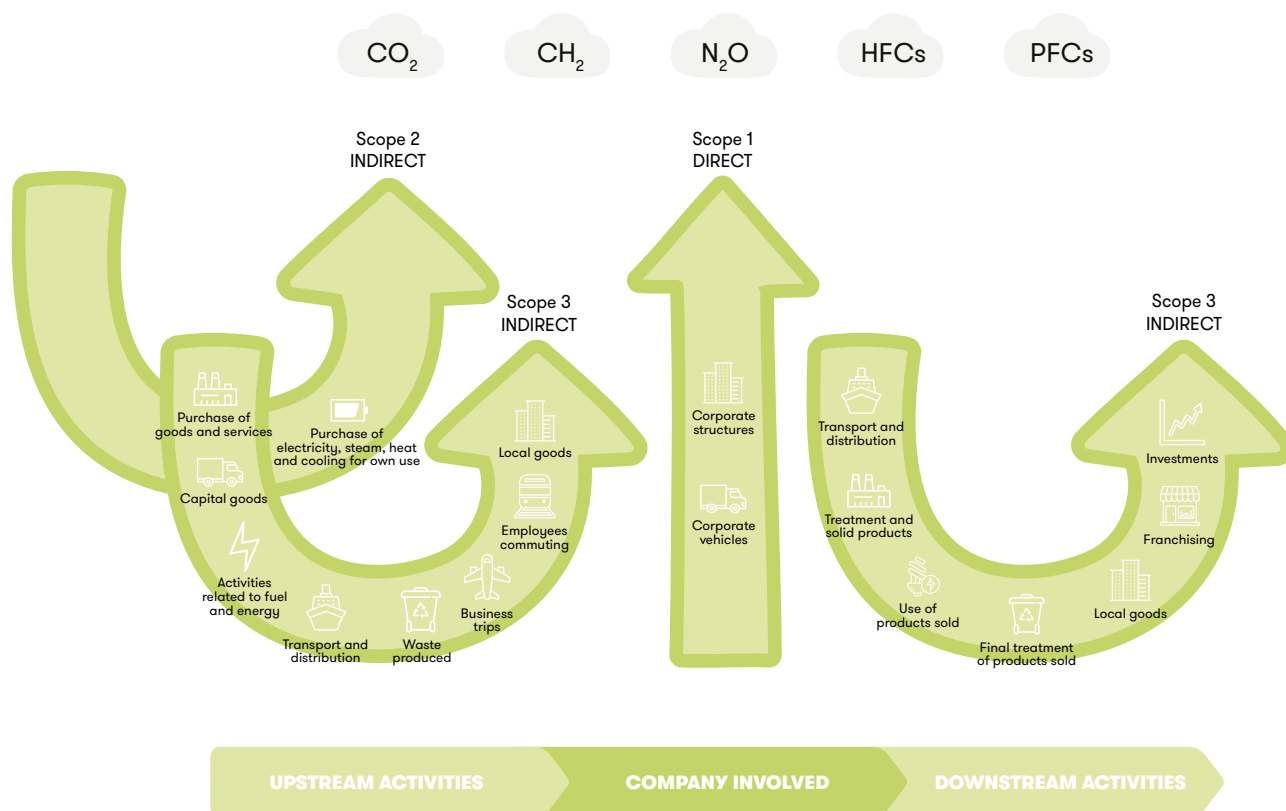 CO₂
CH₂
N₂O
HFCs
PFCs
Scope 2
INDIRECT
Scope 1
DIRECT
Scope 3
INDIRECT
Scope 3
INDIRECT
Purchase of
goods and services
Capital goods
Activities
related to fuel
and energy
Transport and
distribution
Waste
produced
Business
trips
Employees
commuting
Local goods
Purchase of
electricity, steam, heat
and cooling for own use
Corporate
structures
Corporate
vehicles
Transport and
distribution
Treatment and
solid products
Use of
products sold
Final treatment
of products sold
Local goods
Franchising
Investments
UPSTREAM ACTIVITIES
COMPANY INVOLVED
DOWNSTREAM ACTIVITIES